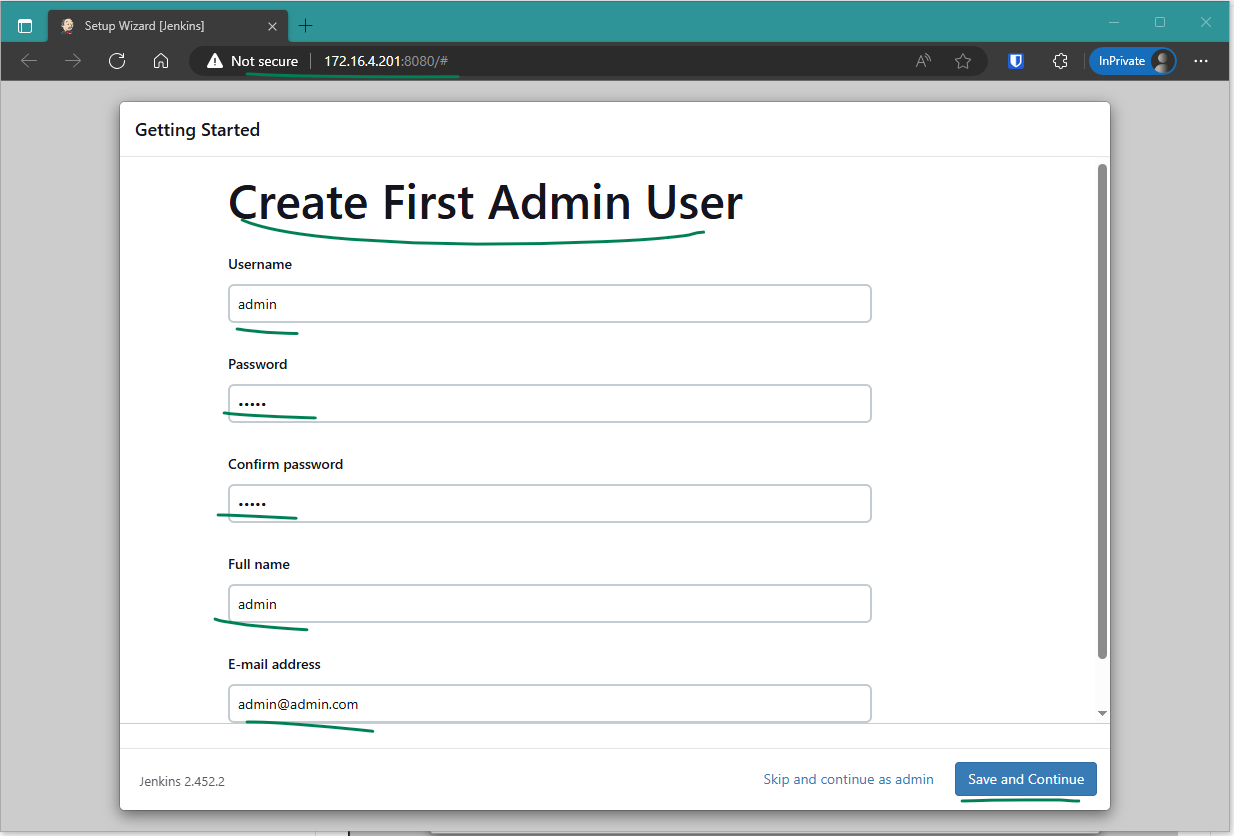 Setup Wizard [Jenkins]
Not secure
172.16.4.201:8080/#
InPrivate
Getting Started
Create First Admin User
Username
admin
Password
•••••
Confirm password
•••••
Full name
admin
E-mail address
admin@admin.com
Jenkins 2.452.2
Skip and continue as admin
Save and Continue